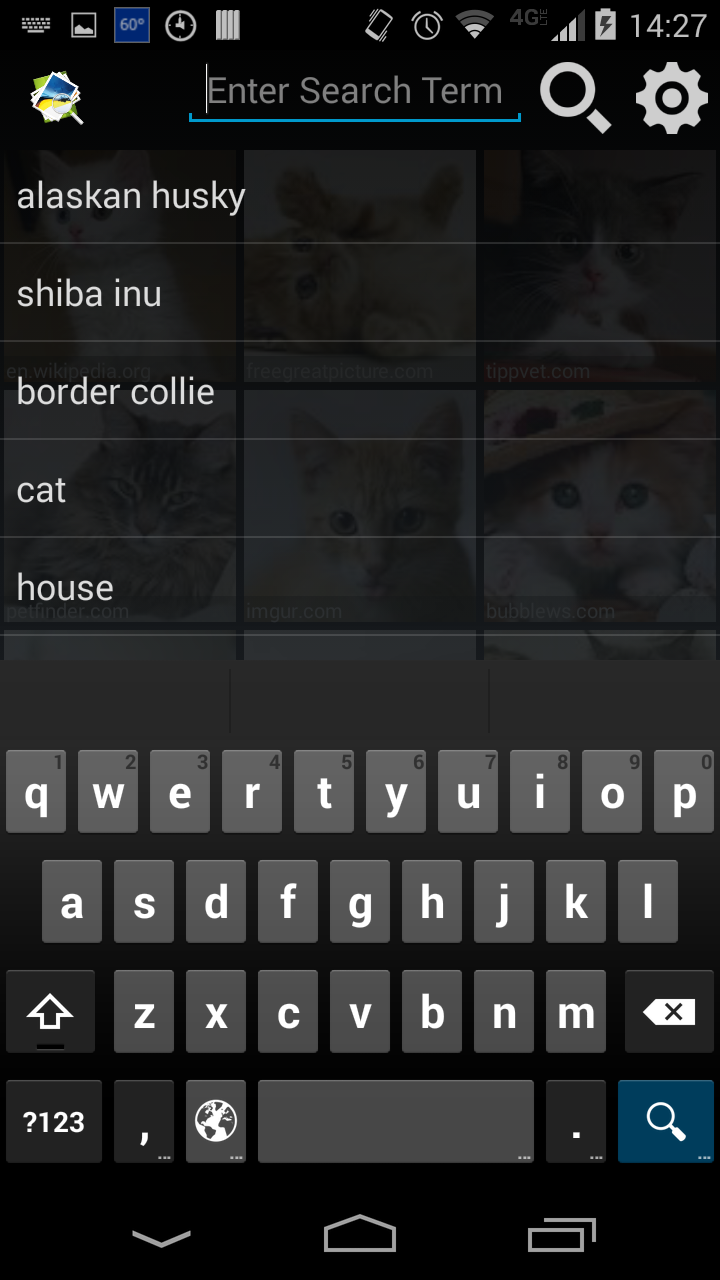 60°
4G LTE
14:27
Enter Search Term
alaskan husky
shiba inu
en.wikipedia.org
freegreatpicture.com
tippvet.com
border collie
cat
house
petfinder.com
imgur.com
bubblews.com
1 2 3 4 5 6 7 8 9 0
q w e r t y u i o p
a s d f g h j k l
z x c v b n m
?123 , .